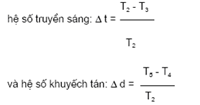 T₂ - T₃
hệ số truyền sáng: Δ t =
T₂
T₅ - T₄
và hệ số khuyếch tán: Δ d =
T₂